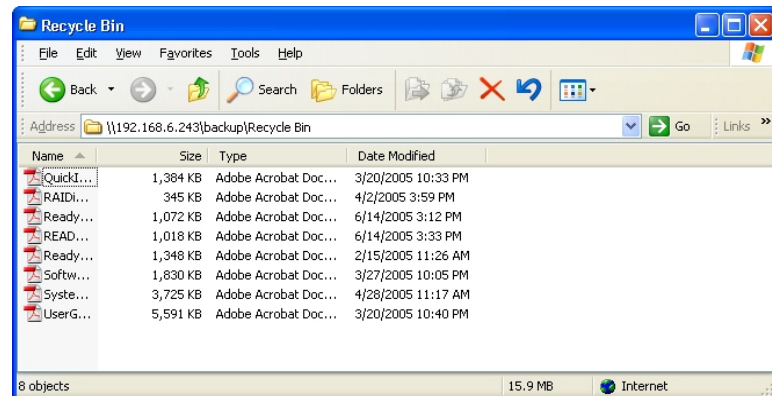 Recycle Bin
File Edit View Favorites Tools Help
Back Search Folders
Address \\192.168.6.243\backup\Recycle Bin Go Links »
Name Size Type Date Modified
QuickI... 1,384 KB Adobe Acrobat Doc... 3/20/2005 10:33 PM
RAIDi... 345 KB Adobe Acrobat Doc... 4/2/2005 3:59 PM
Ready... 1,072 KB Adobe Acrobat Doc... 6/14/2005 3:12 PM
READ... 1,018 KB Adobe Acrobat Doc... 6/14/2005 3:33 PM
Ready... 1,348 KB Adobe Acrobat Doc... 2/15/2005 11:26 AM
Softw... 1,830 KB Adobe Acrobat Doc... 3/27/2005 10:05 PM
Syste... 3,725 KB Adobe Acrobat Doc... 4/28/2005 11:17 AM
UserG... 5,591 KB Adobe Acrobat Doc... 3/20/2005 10:40 PM
8 objects 15.9 MB Internet